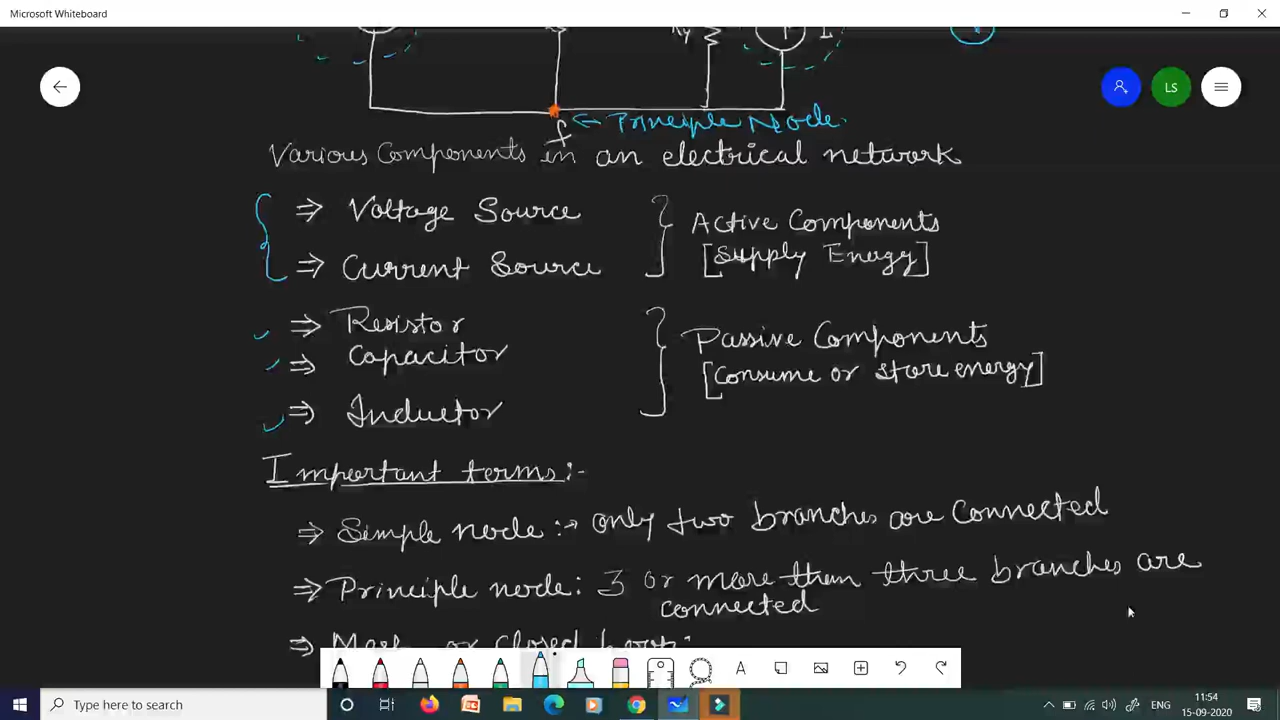 Microsoft Whiteboard
Ry
I
LS
f ← Principle Node
Various Components in an electrical network
⇒ Voltage Source
⇒ Current Source
Active Components
[Supply Energy]
⇒ Resistor
⇒ Capacitor
⇒ Inductor
Passive Components
[Consume or store energy]
Important terms:-
⇒ Simple node :→ only two branches are connected
⇒ Principle node: 3 or more than three branches are
connected
⇒ or Closed
Type here to search
ENG
11:54
15-09-2020